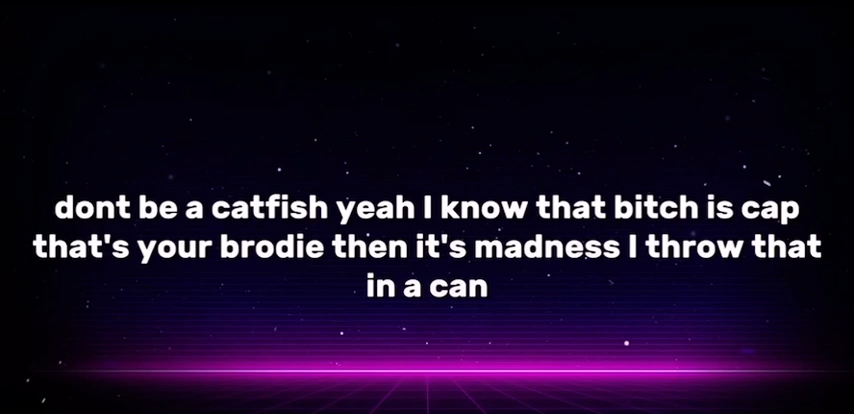 dont be a catfish yeah I know that bitch is cap
that's your brodie then it's madness I throw that
in a can